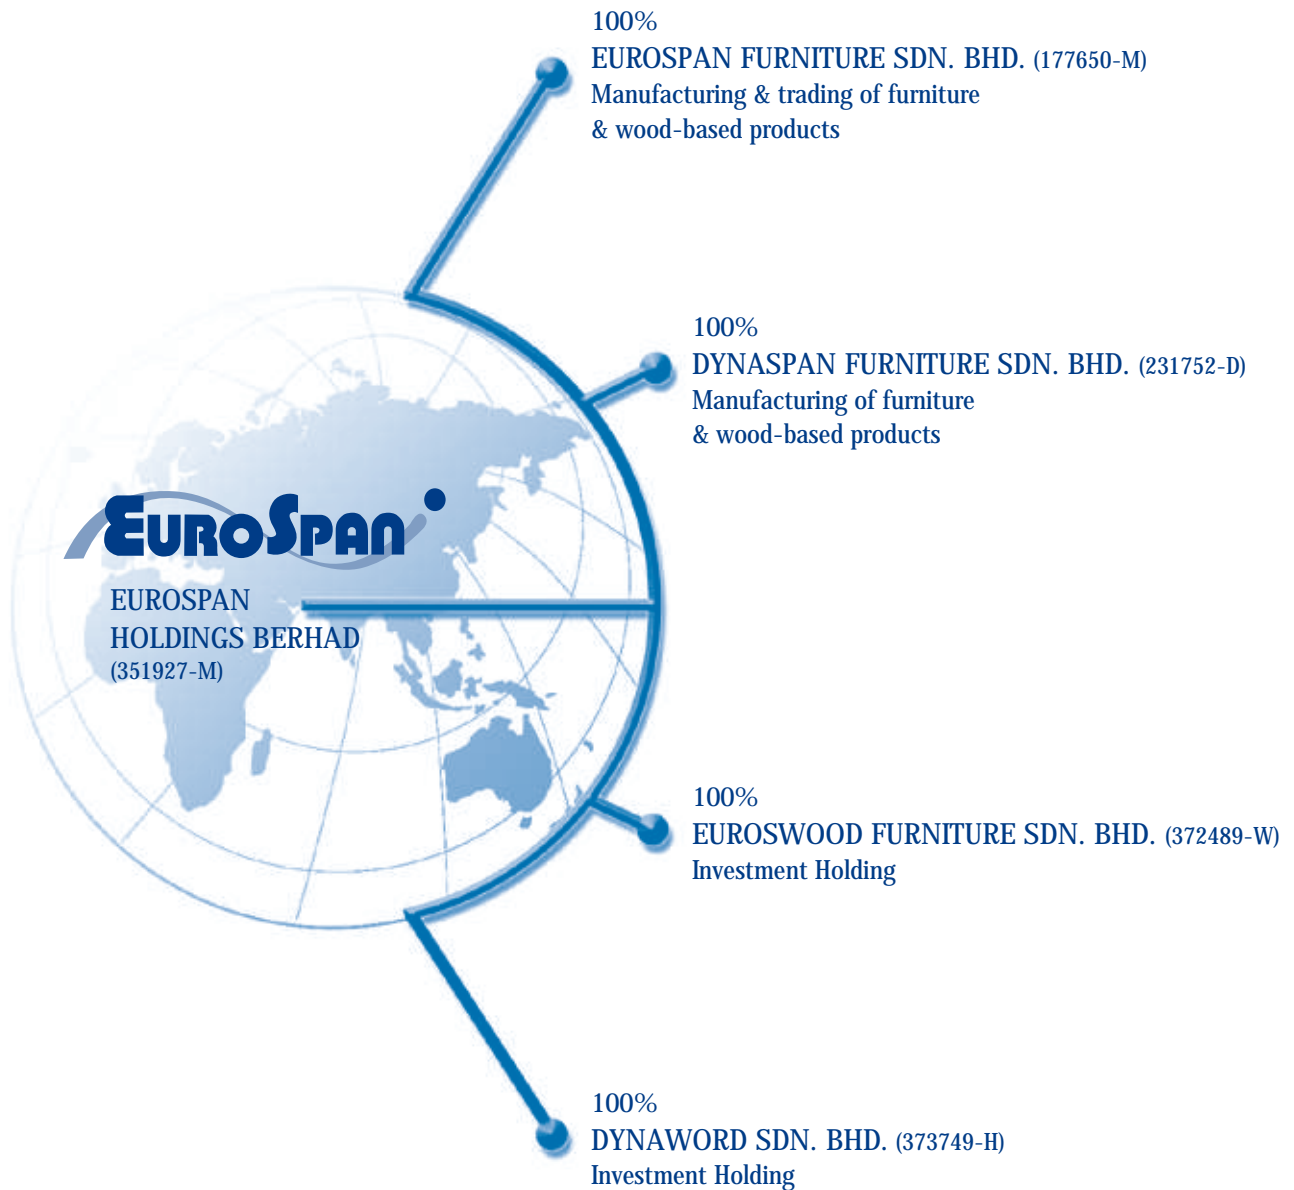 100%
EUROSPAN FURNITURE SDN. BHD. (177650-M)
Manufacturing & trading of furniture
& wood-based products
100%
DYNASPAN FURNITURE SDN. BHD. (231752-D)
Manufacturing of furniture
& wood-based products
EUROSPAN
EUROSPAN
HOLDINGS BERHAD
(351927-M)
100%
EUROSWOOD FURNITURE SDN. BHD. (372489-W)
Investment Holding
100%
DYNAWORD SDN. BHD. (373749-H)
Investment Holding